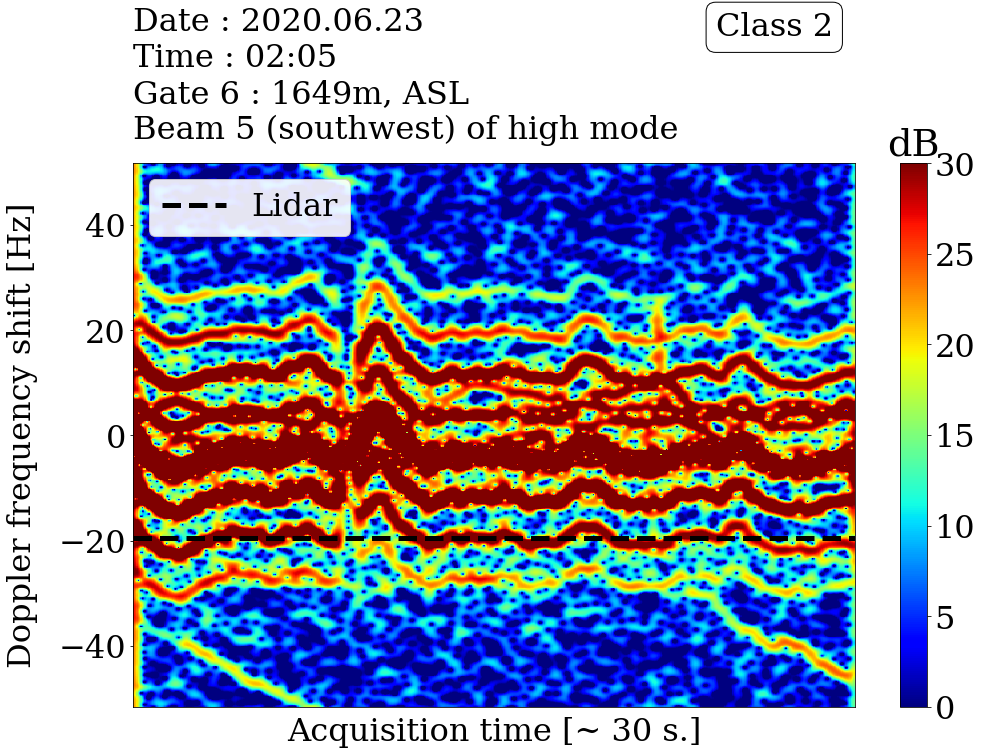 Date : 2020.06.23
Time : 02:05
Gate 6 : 1649m, ASL
Beam 5 (southwest) of high mode
Class 2
dB
Lidar
Doppler frequency shift [Hz]
40
20
0
−20
−40
30
25
20
15
10
5
0
Acquisition time [~ 30 s.]